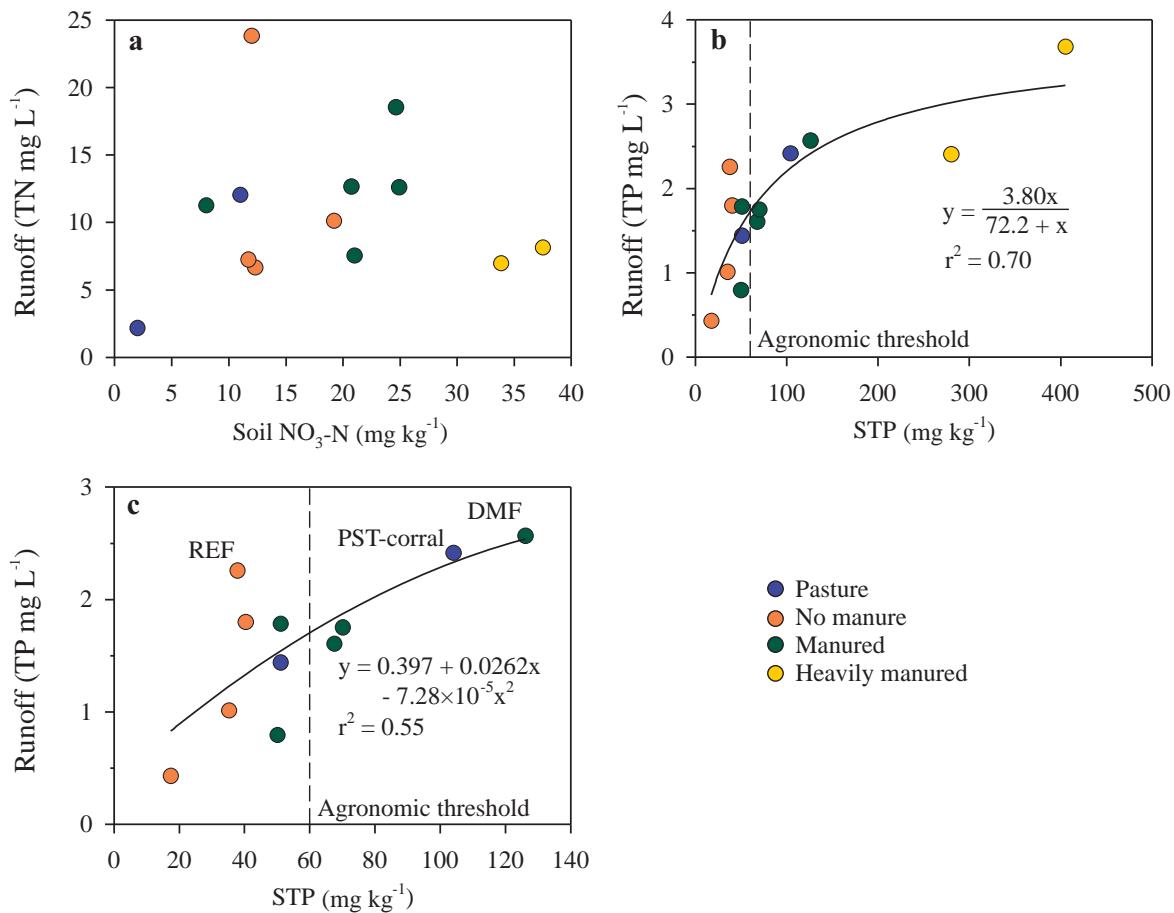 a
25
20
15
10
5
0
Runoff (TN mg L⁻¹)
0 5 10 15 20 25 30 35 40
Soil NO₃-N (mg kg⁻¹)
b
4
3
2
1
0
Runoff (TP mg L⁻¹)
y = 3.80x / 72.2 + x
r² = 0.70
Agronomic threshold
0 100 200 300 400 500
STP (mg kg⁻¹)
c
3
2
1
0
Runoff (TP mg L⁻¹)
DMF
PST-corral
REF
y = 0.397 + 0.0262x
- 7.28×10⁻⁵x²
r² = 0.55
Agronomic threshold
0 20 40 60 80 100 120 140
STP (mg kg⁻¹)
Pasture
No manure
Manured
Heavily manured